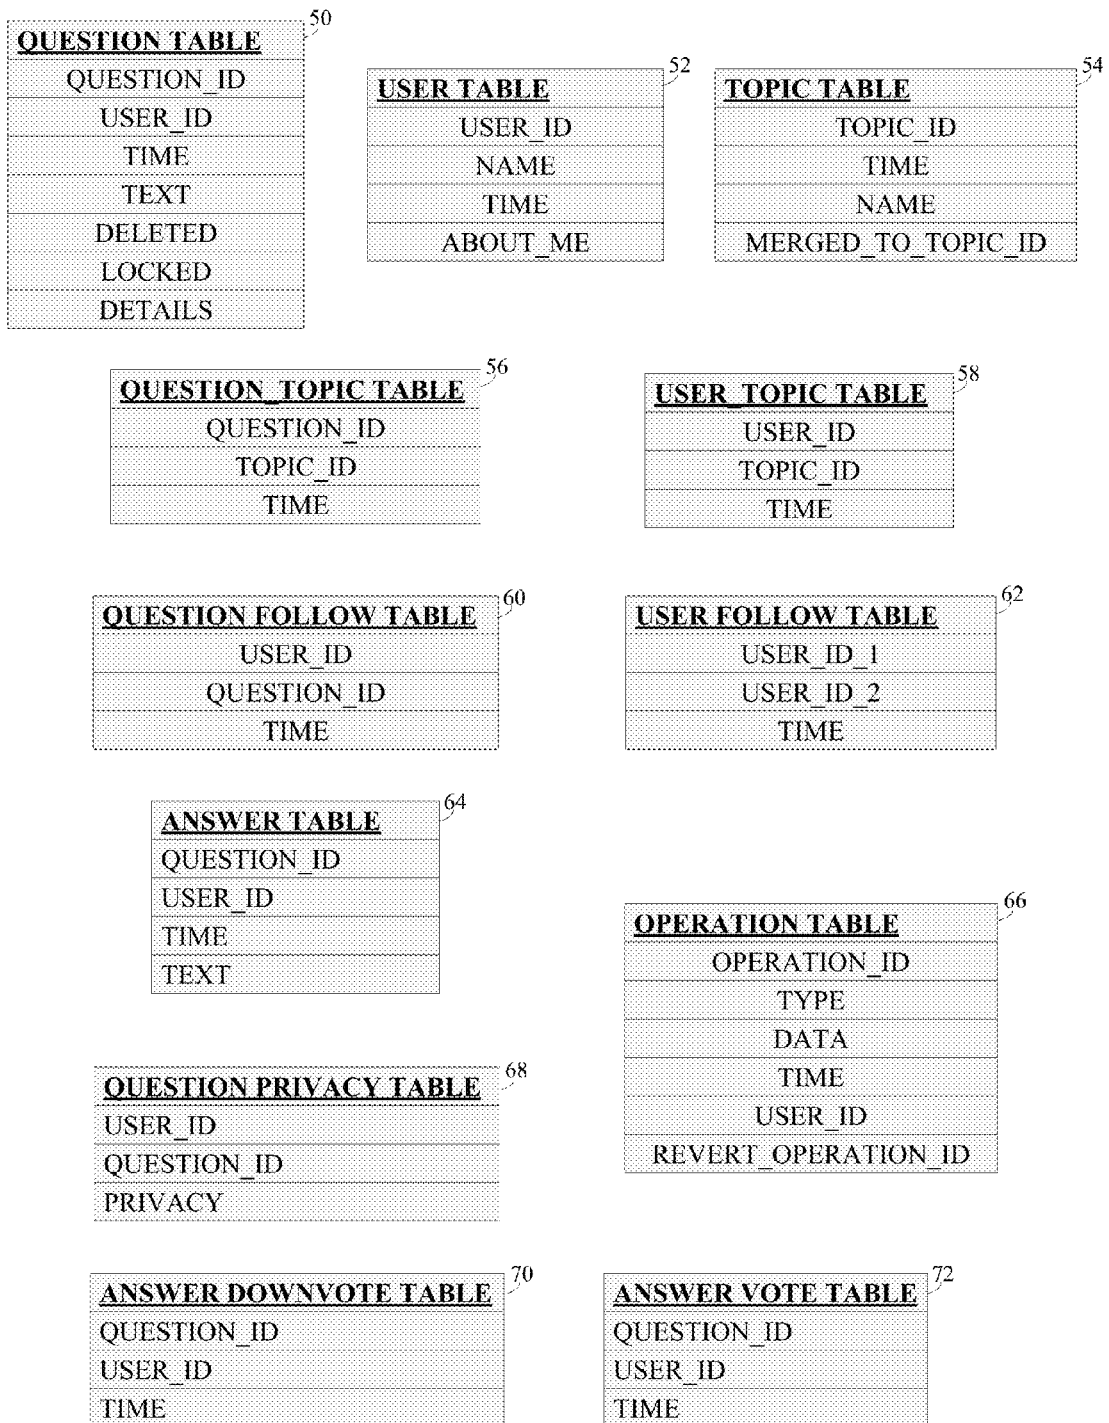 50
QUESTION TABLE
QUESTION_ID
USER_ID
TIME
TEXT
DELETED
LOCKED
DETAILS
52
USER TABLE
USER_ID
NAME
TIME
ABOUT_ME
54
TOPIC TABLE
TOPIC_ID
TIME
NAME
MERGED_TO_TOPIC_ID
56
QUESTION_TOPIC TABLE
QUESTION_ID
TOPIC_ID
TIME
58
USER_TOPIC TABLE
USER_ID
TOPIC_ID
TIME
60
QUESTION FOLLOW TABLE
USER_ID
QUESTION_ID
TIME
62
USER FOLLOW TABLE
USER_ID_1
USER_ID_2
TIME
64
ANSWER TABLE
QUESTION_ID
USER_ID
TIME
TEXT
66
OPERATION TABLE
OPERATION_ID
TYPE
DATA
TIME
USER_ID
REVERT_OPERATION_ID
68
QUESTION PRIVACY TABLE
USER_ID
QUESTION_ID
PRIVACY
70
ANSWER DOWNVOTE TABLE
QUESTION_ID
USER_ID
TIME
72
ANSWER VOTE TABLE
QUESTION_ID
USER_ID
TIME